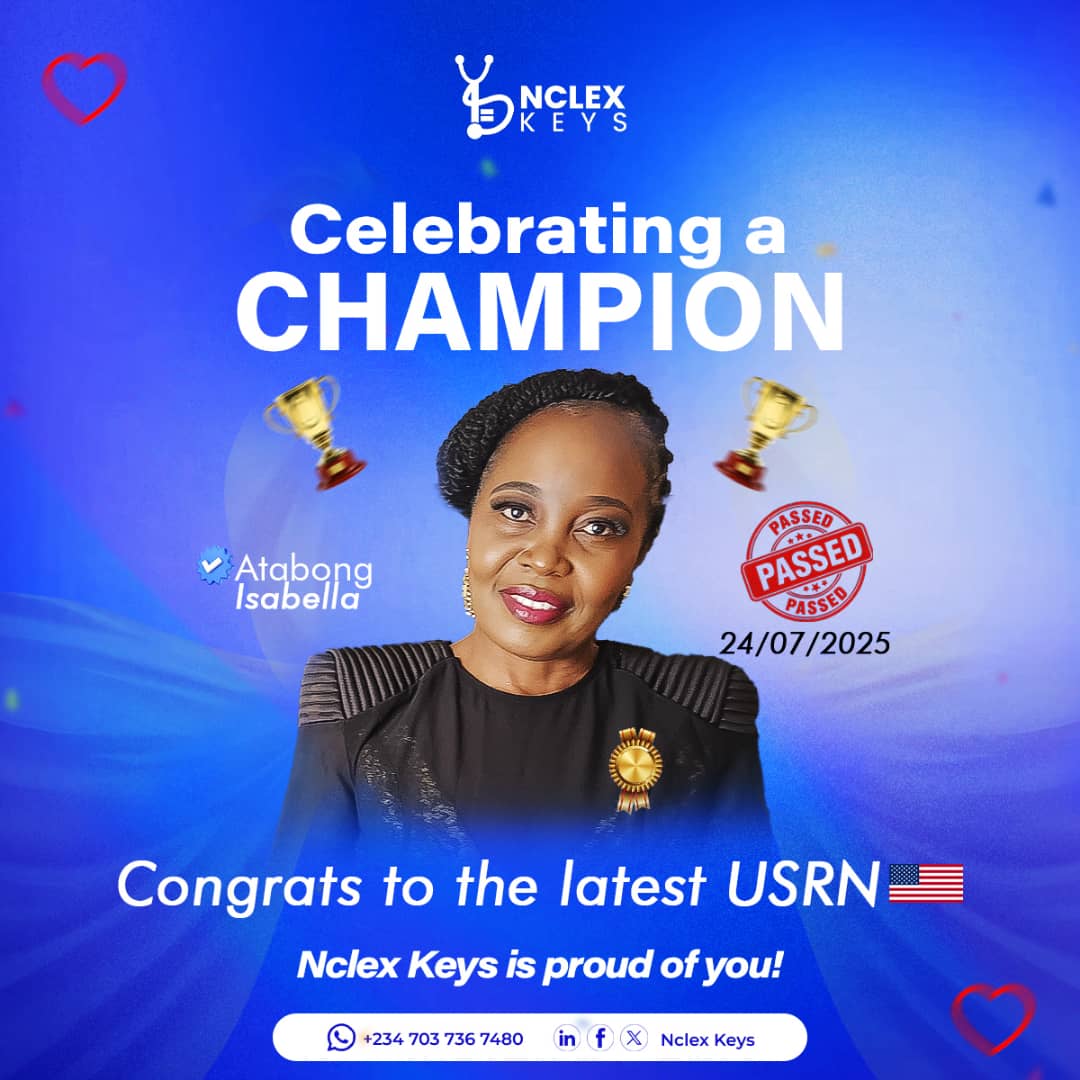 NCLEX
KEYS
Celebrating a
CHAMPION
Atabong
Isabella
PASSED
PASSED
PASSED
24/07/2025
Congrats to the latest USRN
Nclex Keys is proud of you!
+234 703 736 7480 in f X Nclex Keys